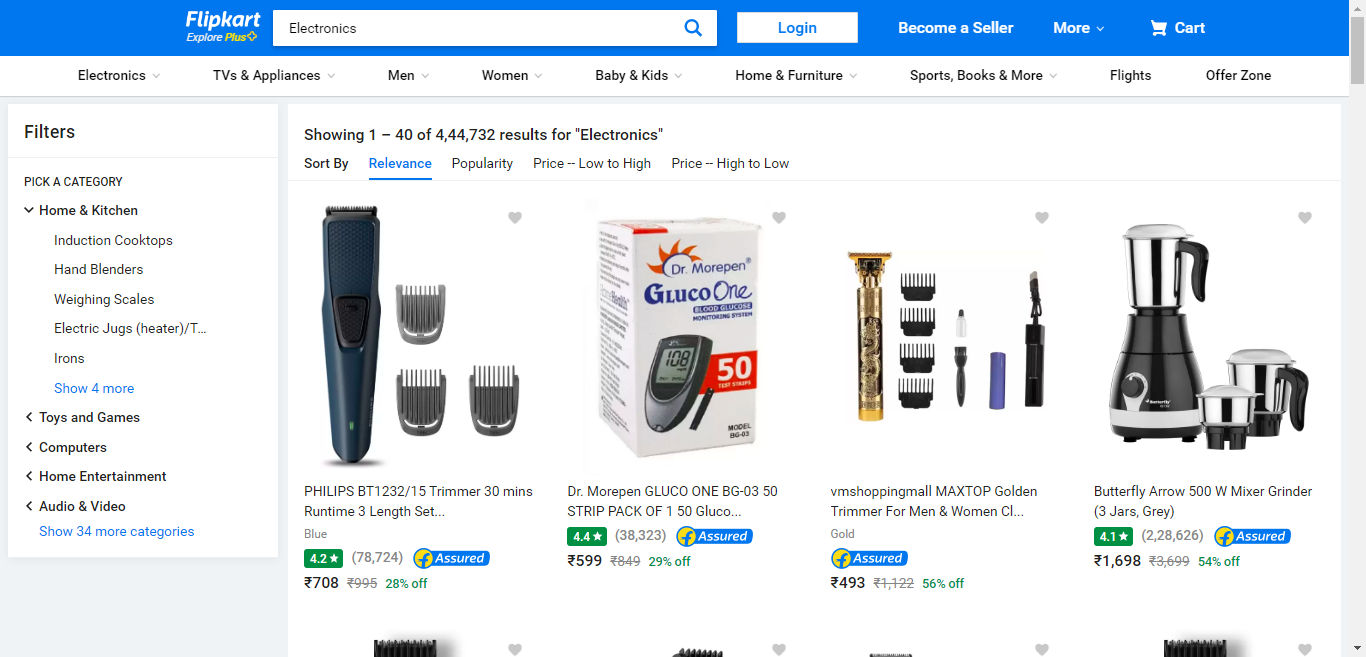 Flipkart
Explore Plus
Electronics
Login
Become a Seller
More
Cart
Electronics
TVs & Appliances
Men
Women
Baby & Kids
Home & Furniture
Sports, Books & More
Flights
Offer Zone
Filters
PICK A CATEGORY
Home & Kitchen
Induction Cooktops
Hand Blenders
Weighing Scales
Electric Jugs (heater)/T...
Irons
Show 4 more
Toys and Games
Computers
Home Entertainment
Audio & Video
Show 34 more categories
Showing 1 – 40 of 4,44,732 results for "Electronics"
Sort By
Relevance
Popularity
Price -- Low to High
Price -- High to Low
PHILIPS BT1232/15 Trimmer 30 mins
Runtime 3 Length Set...
Blue
4.2★ (78,724) Assured
₹708 ₹995 28% off
Dr. Morepen®
GLUCO One
BLOOD GLUCOSE
MONITORING SYSTEM
108
50
TEST STRIPS
MODEL
BG-03
Dr. Morepen GLUCO ONE BG-03 50
STRIP PACK OF 1 50 Gluco...
4.4★ (38,323) Assured
₹599 ₹849 29% off
vmshoppingmall MAXTOP Golden
Trimmer For Men & Women Cl...
Gold
Assured
₹493 ₹1,122 56% off
Butterfly
Butterfly Arrow 500 W Mixer Grinder
(3 Jars, Grey)
4.1★ (2,28,626) Assured
₹1,698 ₹3,699 54% off